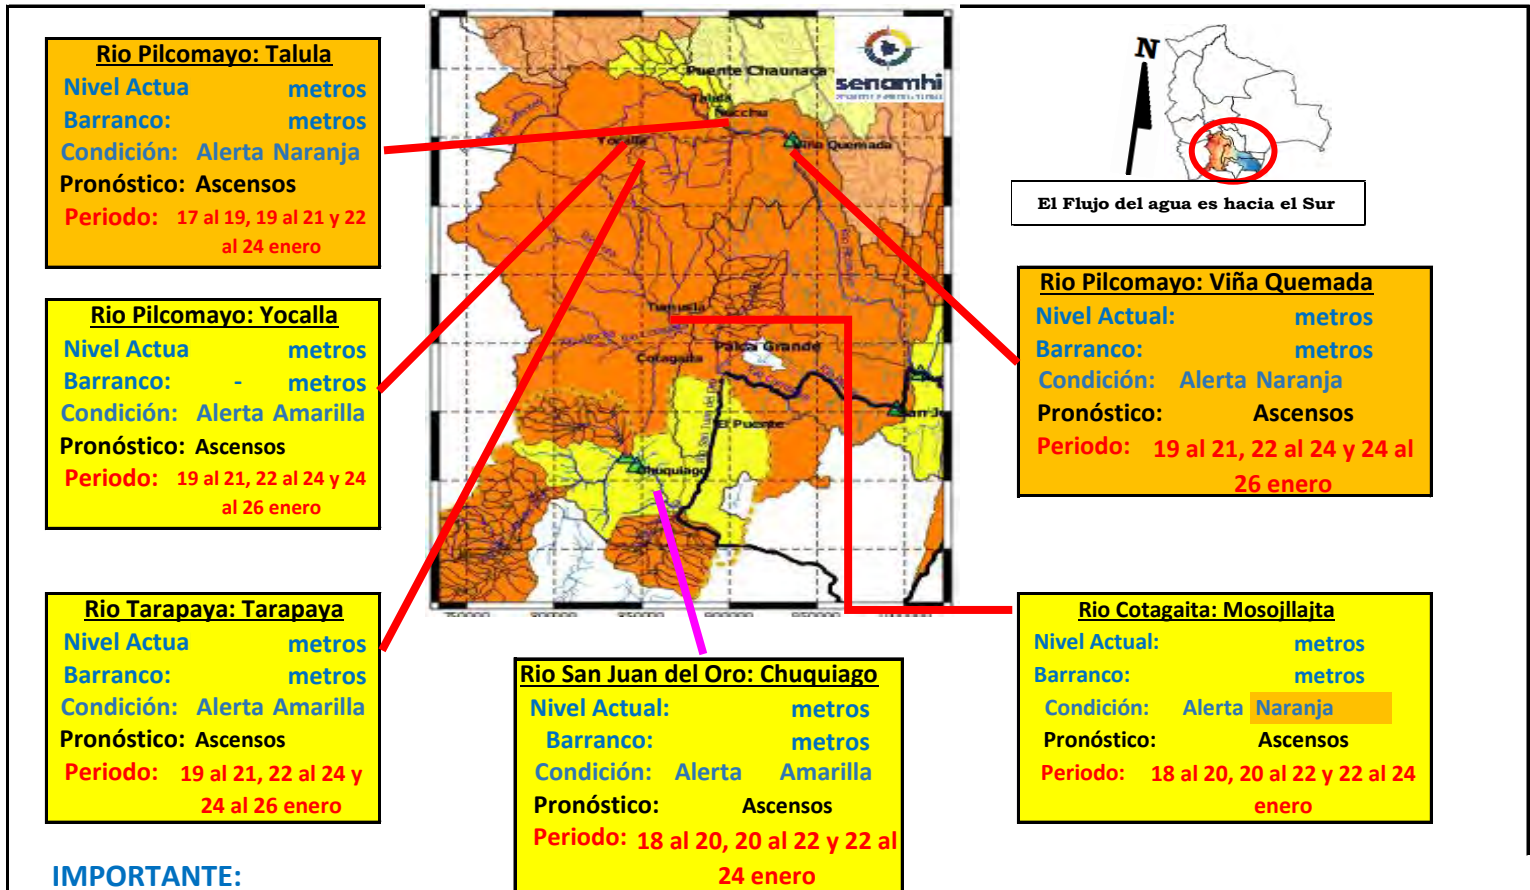 Rio Pilcomayo: Talula
Nivel Actua metros
Barranco: metros
Condición: Alerta Naranja
Pronóstico: Ascensos
Periodo: 17 al 19, 19 al 21 y 22
al 24 enero
Rio Pilcomayo: Yocalla
Nivel Actua metros
Barranco: - metros
Condición: Alerta Amarilla
Pronóstico: Ascensos
Periodo: 19 al 21, 22 al 24 y 24
al 26 enero
Rio Tarapaya: Tarapaya
Nivel Actua metros
Barranco: metros
Condición: Alerta Amarilla
Pronóstico: Ascensos
Periodo: 19 al 21, 22 al 24 y
24 al 26 enero
IMPORTANTE:
senamhi
Puente Chaunaca
Talula
Ñucchu
Yocalla
Viña Quemada
Tumusla
Palca Grande
Cotagaita
El Puente
San J
Chuquiago
Rio San Juan del Oro: Chuquiago
Nivel Actual: metros
Barranco: metros
Condición: Alerta Amarilla
Pronóstico: Ascensos
Periodo: 18 al 20, 20 al 22 y 22 al
24 enero
N
El Flujo del agua es hacia el Sur
Rio Pilcomayo: Viña Quemada
Nivel Actual: metros
Barranco: metros
Condición: Alerta Naranja
Pronóstico: Ascensos
Periodo: 19 al 21, 22 al 24 y 24 al
26 enero
Rio Cotagaita: Mosojllajta
Nivel Actual: metros
Barranco: metros
Condición: Alerta Naranja
Pronóstico: Ascensos
Periodo: 18 al 20, 20 al 22 y 22 al 24
enero